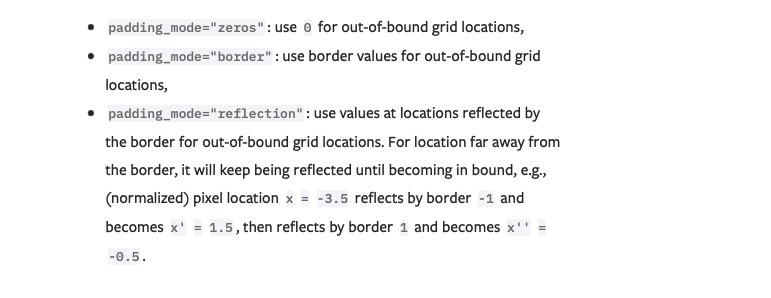 • padding_mode="zeros": use 0 for out-of-bound grid locations,
• padding_mode="border": use border values for out-of-bound grid
locations,
• padding_mode="reflection": use values at locations reflected by
the border for out-of-bound grid locations. For location far away from
the border, it will keep being reflected until becoming in bound, e.g.,
(normalized) pixel location x = -3.5 reflects by border -1 and
becomes x' = 1.5, then reflects by border 1 and becomes x'' =
-0.5.